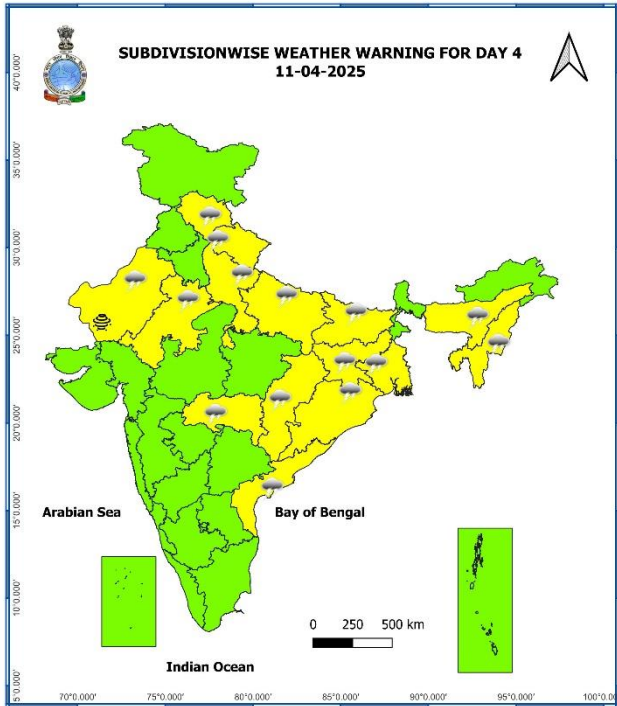 SUBDIVISIONWISE WEATHER WARNING FOR DAY 4
11-04-2025
40°0.000'
35°0.000'
30°0.000'
25°0.000'
20°0.000'
15°0.000'
10°0.000'
5°0.000'
Arabian Sea
Bay of Bengal
0 250 500 km
Indian Ocean
70°0.000' 75°0.000' 80°0.000' 85°0.000' 90°0.000' 95°0.000' 100°0.000'